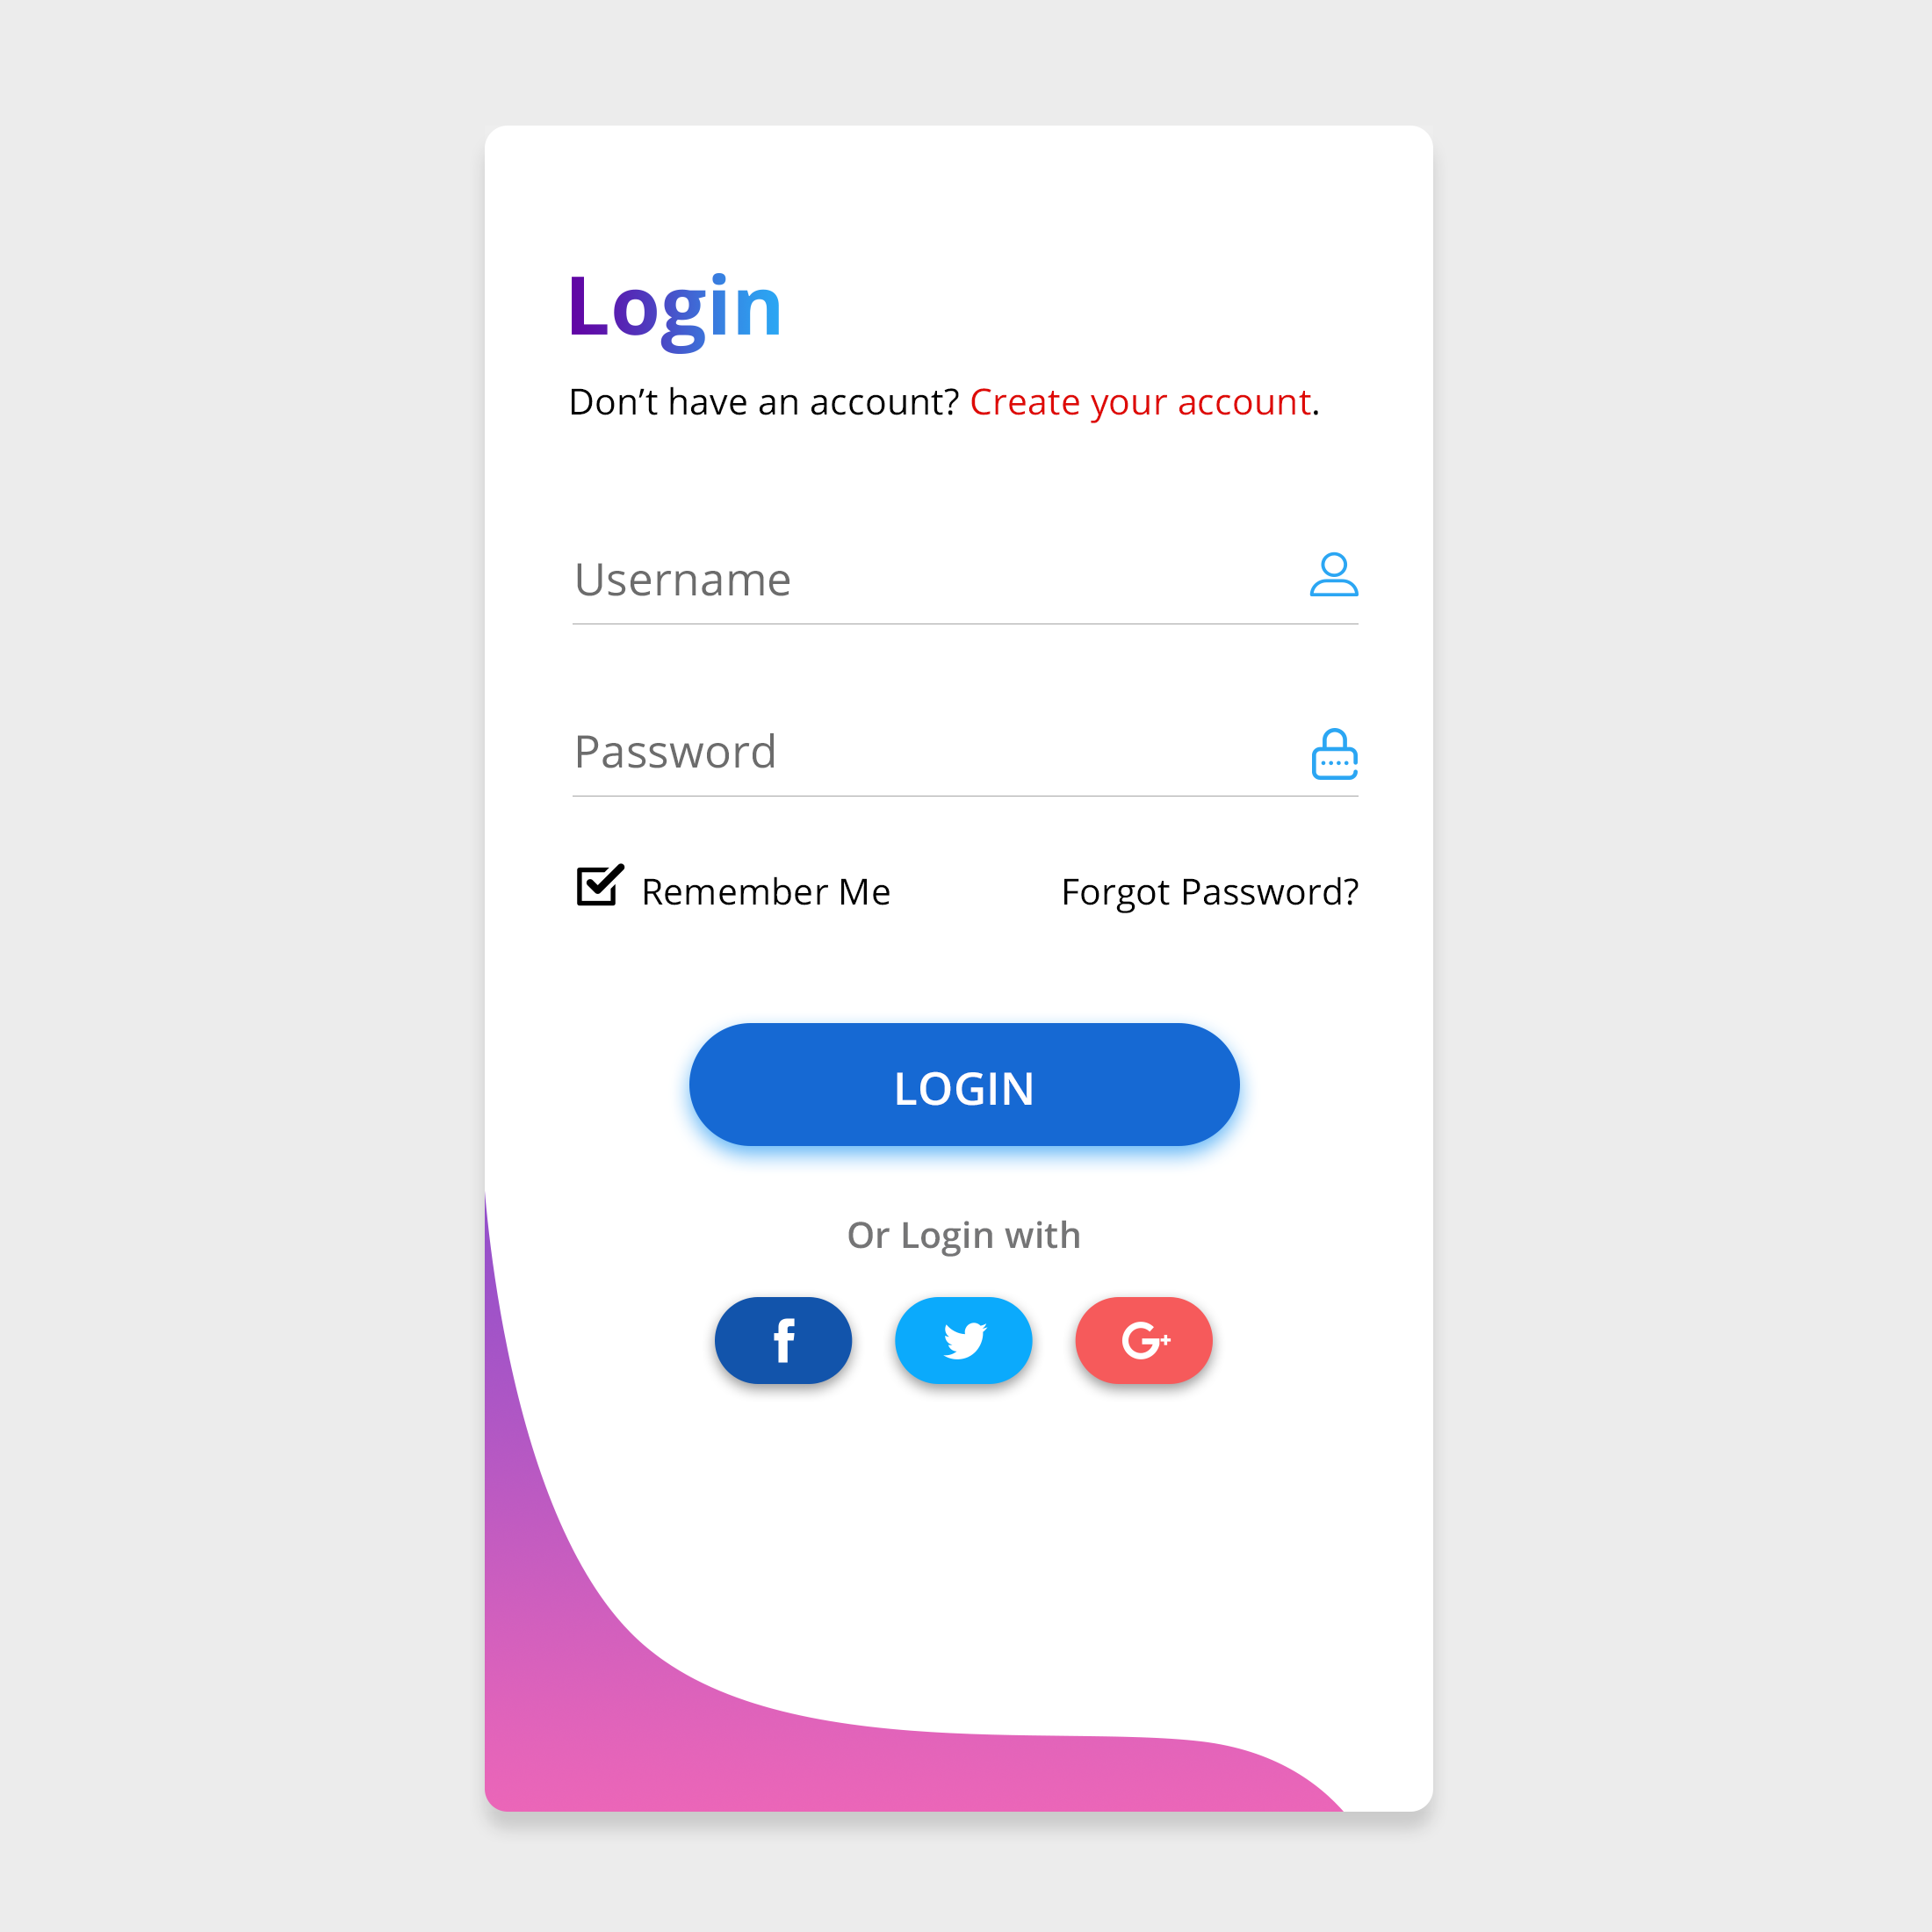 Login
Don’t have an account? Create your account.
Username
Password
Remember Me Forgot Password?
LOGIN
Or Login with
f G+